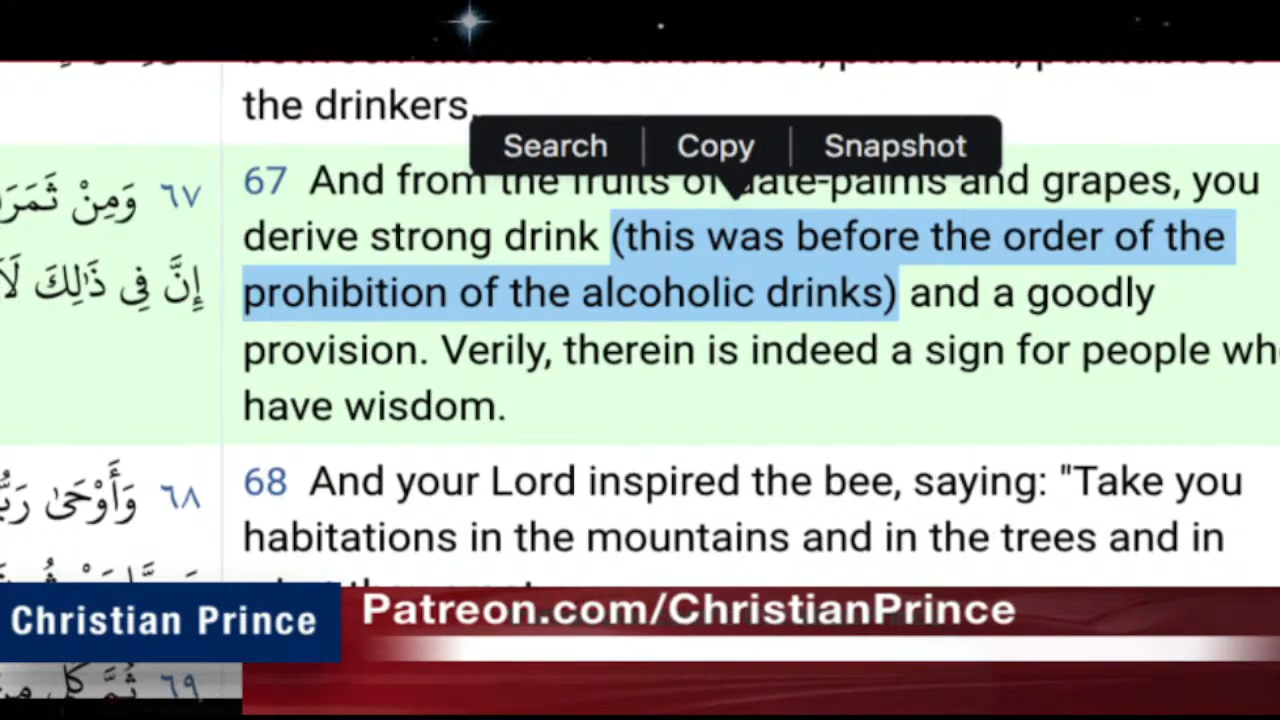 the drinkers.
Search Copy Snapshot
٦٧ وَمِنْ
67 And from the fruits of date-palms and grapes, you
derive strong drink (this was before the order of the
إِنَّ فِى ذَٰلِكَ
prohibition of the alcoholic drinks) and a goodly
provision. Verily, therein is indeed a sign for people
have wisdom.
٦٨ وَأَوْحَىٰ
68 And your Lord inspired the bee, saying: "Take you
habitations in the mountains and in the trees and in
Christian Prince
Patreon.com/ChristianPrince
٦٩ ثُمَّ كُلِى